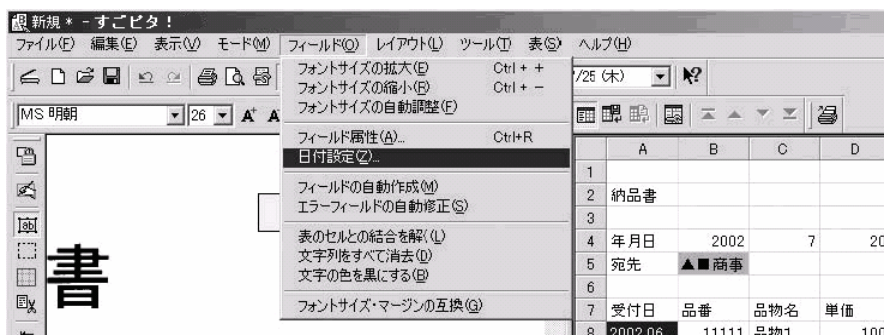 新規 * - すごピタ！
ファイル(F) 編集(E) 表示(V) モード(M) フィールド(O) レイアウト(L) ツール(T) 表(S) ヘルプ(H)
フォントサイズの拡大(E) Ctrl + +
フォントサイズの縮小(R) Ctrl + -
フォントサイズの自動調整(F)
/25 (木)
MS 明朝 26
フィールド属性(A)... Ctrl+R
日付設定(Z)...
フィールドの自動作成(M)
エラーフィールドの自動修正(S)
表のセルとの結合を解く(L)
文字列をすべて消去(D)
文字の色を黒にする(B)
フォントサイズ・マージンの互換(G)
書
A B C D
1
2 納品書
3
4 年月日 2002 7 20
5 宛先 ▲■商事
6
7 受付日 品番 品物名 単価
8 2002.06 11111 品物1 100